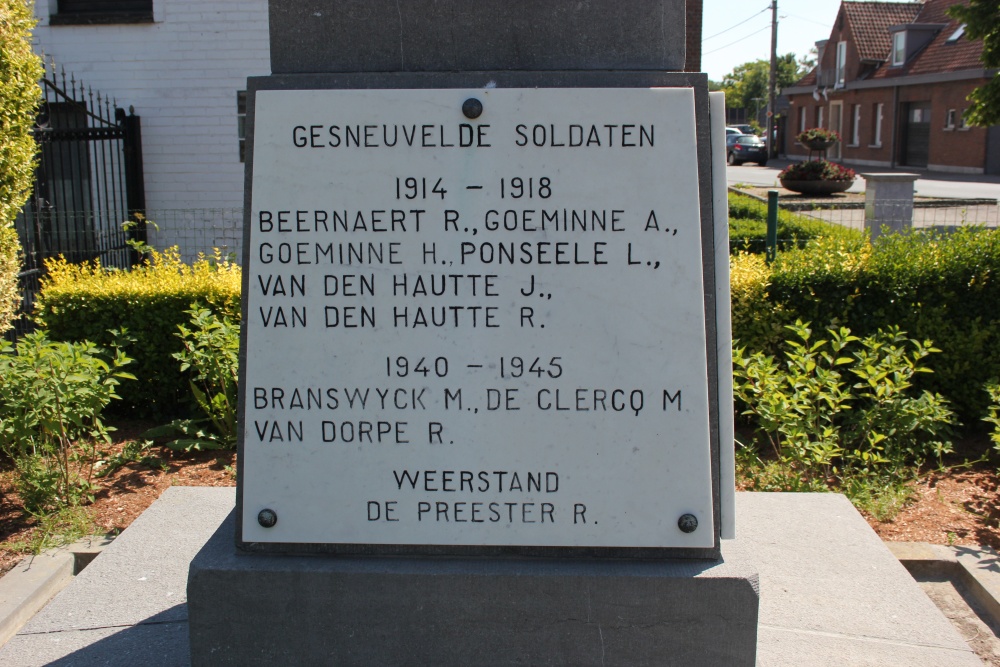 GESNEUVELDE SOLDATEN
1914 - 1918
BEERNAERT R., GOEMINNE A.,
GOEMINNE H., PONSEELE L.,
VAN DEN HAUTTE J.,
VAN DEN HAUTTE R.
1940 - 1945
BRANSWYCK M., DE CLERCQ M.
VAN DORPE R.
WEERSTAND
DE PREESTER R.